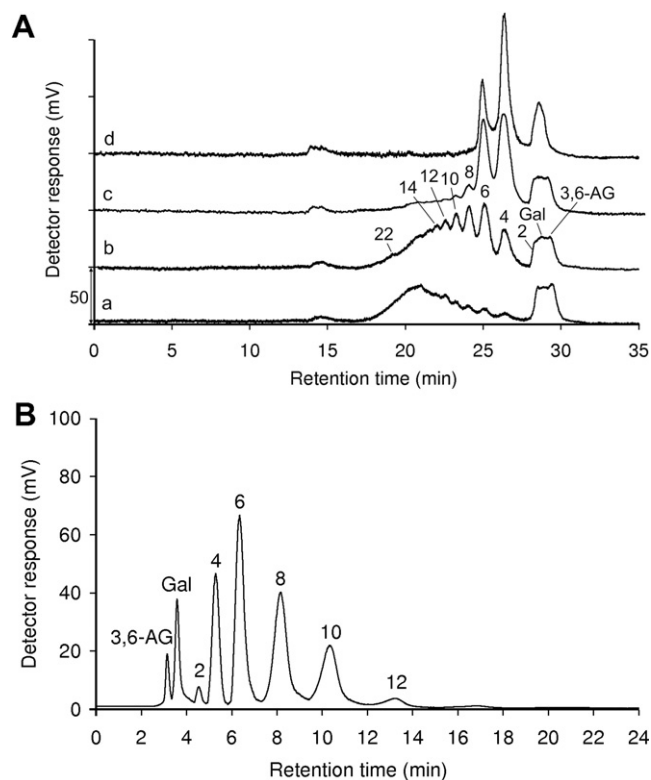 A
Detector response (mV)
d
c
b
a
50
22
14
12
10
8
6
4
2
Gal
3,6-AG
0 5 10 15 20 25 30 35
Retention time (min)
B
Detector response (mV)
100
80
60
40
20
0
3,6-AG
Gal
2
4
6
8
10
12
0 2 4 6 8 10 12 14 16 18 20 22 24
Retention time (min)